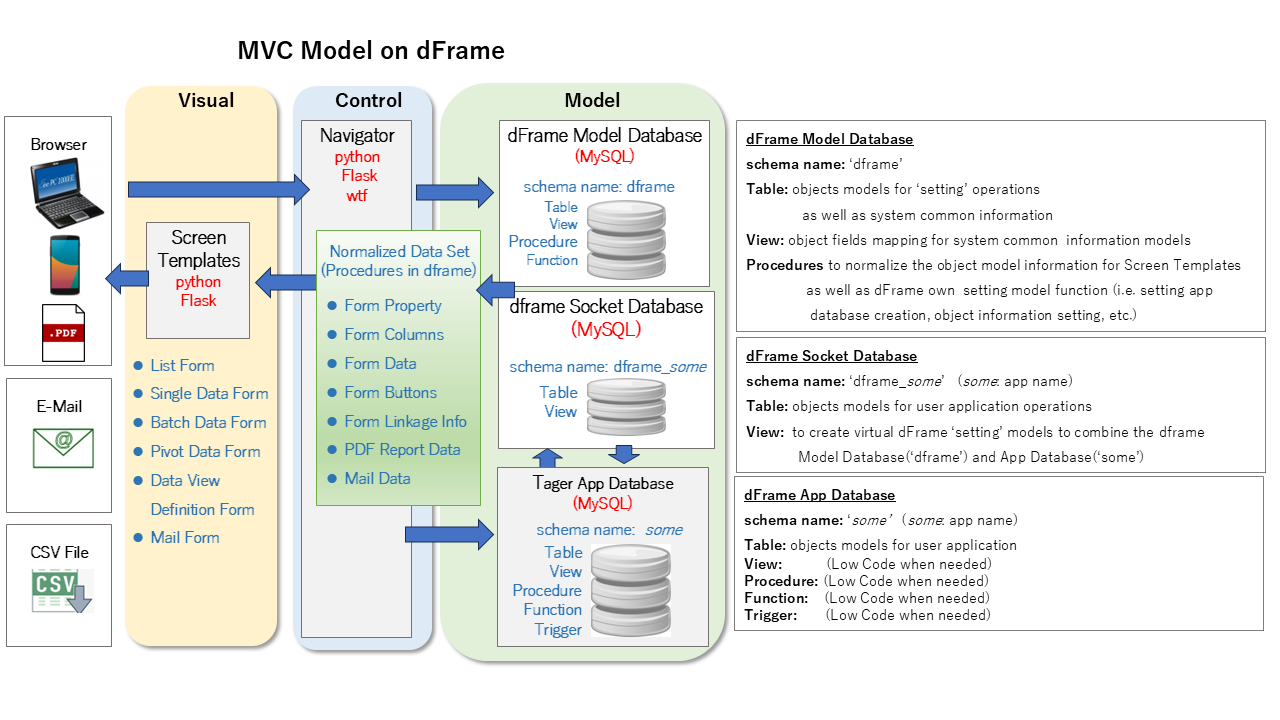 MVC Model on dFrame
Visual
Control
Model
Browser
.PDF
E-Mail
@
CSV File
CSV
Screen
Templates
python
Flask
List Form
Single Data Form
Batch Data Form
Pivot Data Form
Data View
Definition Form
Mail Form
Navigator
python
Flask
wtf
Normalized Data Set
(Procedures in dframe)
Form Property
Form Columns
Form Data
Form Buttons
Form Linkage Info
PDF Report Data
Mail Data
dFrame Model Database
(MySQL)
schema name: dframe
Table
View
Procedure
Function
dframe Socket Database
(MySQL)
schema name: dframe_some
Table
View
Tager App Database
(MySQL)
schema name: some
Table
View
Procedure
Function
Trigger
dFrame Model Database
schema name: ‘dframe’
Table: objects models for ‘setting’ operations
as well as system common information
View: object fields mapping for system common information models
Procedures to normalize the object model information for Screen Templates
as well as dFrame own setting model function (i.e. setting app
database creation, object information setting, etc.)
dFrame Socket Database
schema name: ‘dframe_some’ (some: app name)
Table: objects models for user application operations
View: to create virtual dFrame ‘setting’ models to combine the dframe
Model Database(‘dframe’) and App Database(‘some’)
dFrame App Database
schema name: ‘some’ (some: app name)
Table: objects models for user application
View: (Low Code when needed)
Procedure: (Low Code when needed)
Function: (Low Code when needed)
Trigger: (Low Code when needed)